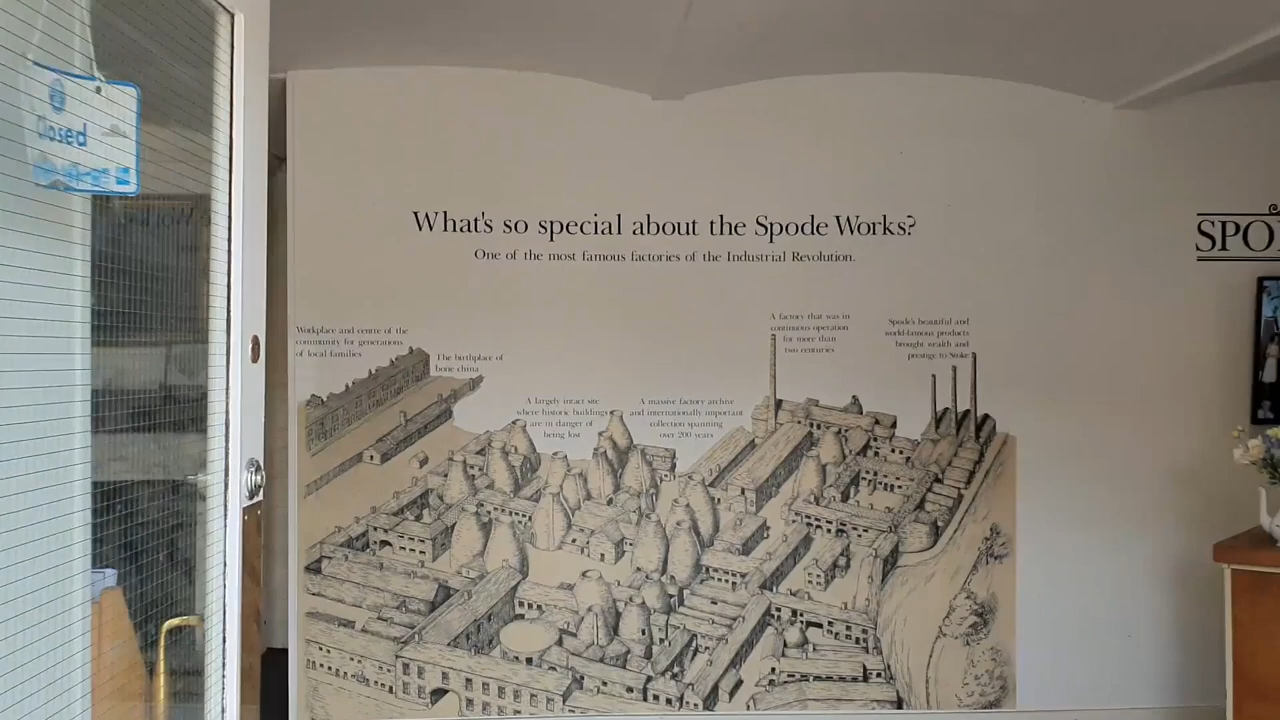 Closed
What's so special about the Spode Works?
One of the most famous factories of the Industrial Revolution.
Workplace and centre of the
community for generations
of local families
The birthplace of
bone china
A largely intact site
where historic buildings
are in danger of
being lost
A massive factory archive
and internationally important
collection spanning
over 200 years
A factory that was in
continuous operation
for more than
two centuries
Spode's beautiful and
world-famous products
brought wealth and
prestige to Stoke
SPO